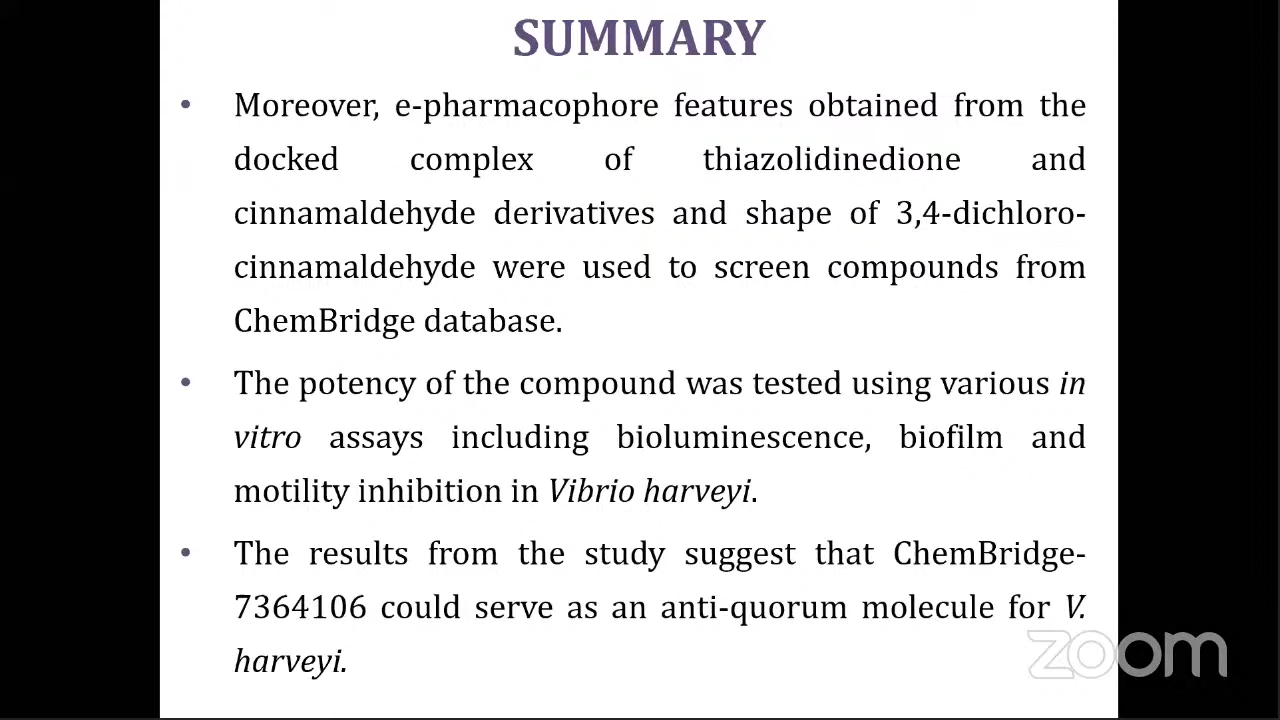 SUMMARY
• Moreover, e-pharmacophore features obtained from the
docked complex of thiazolidinedione and
cinnamaldehyde derivatives and shape of 3,4-dichloro-
cinnamaldehyde were used to screen compounds from
ChemBridge database.
• The potency of the compound was tested using various in
vitro assays including bioluminescence, biofilm and
motility inhibition in Vibrio harveyi.
• The results from the study suggest that ChemBridge-
7364106 could serve as an anti-quorum molecule for V.
harveyi.
zoom